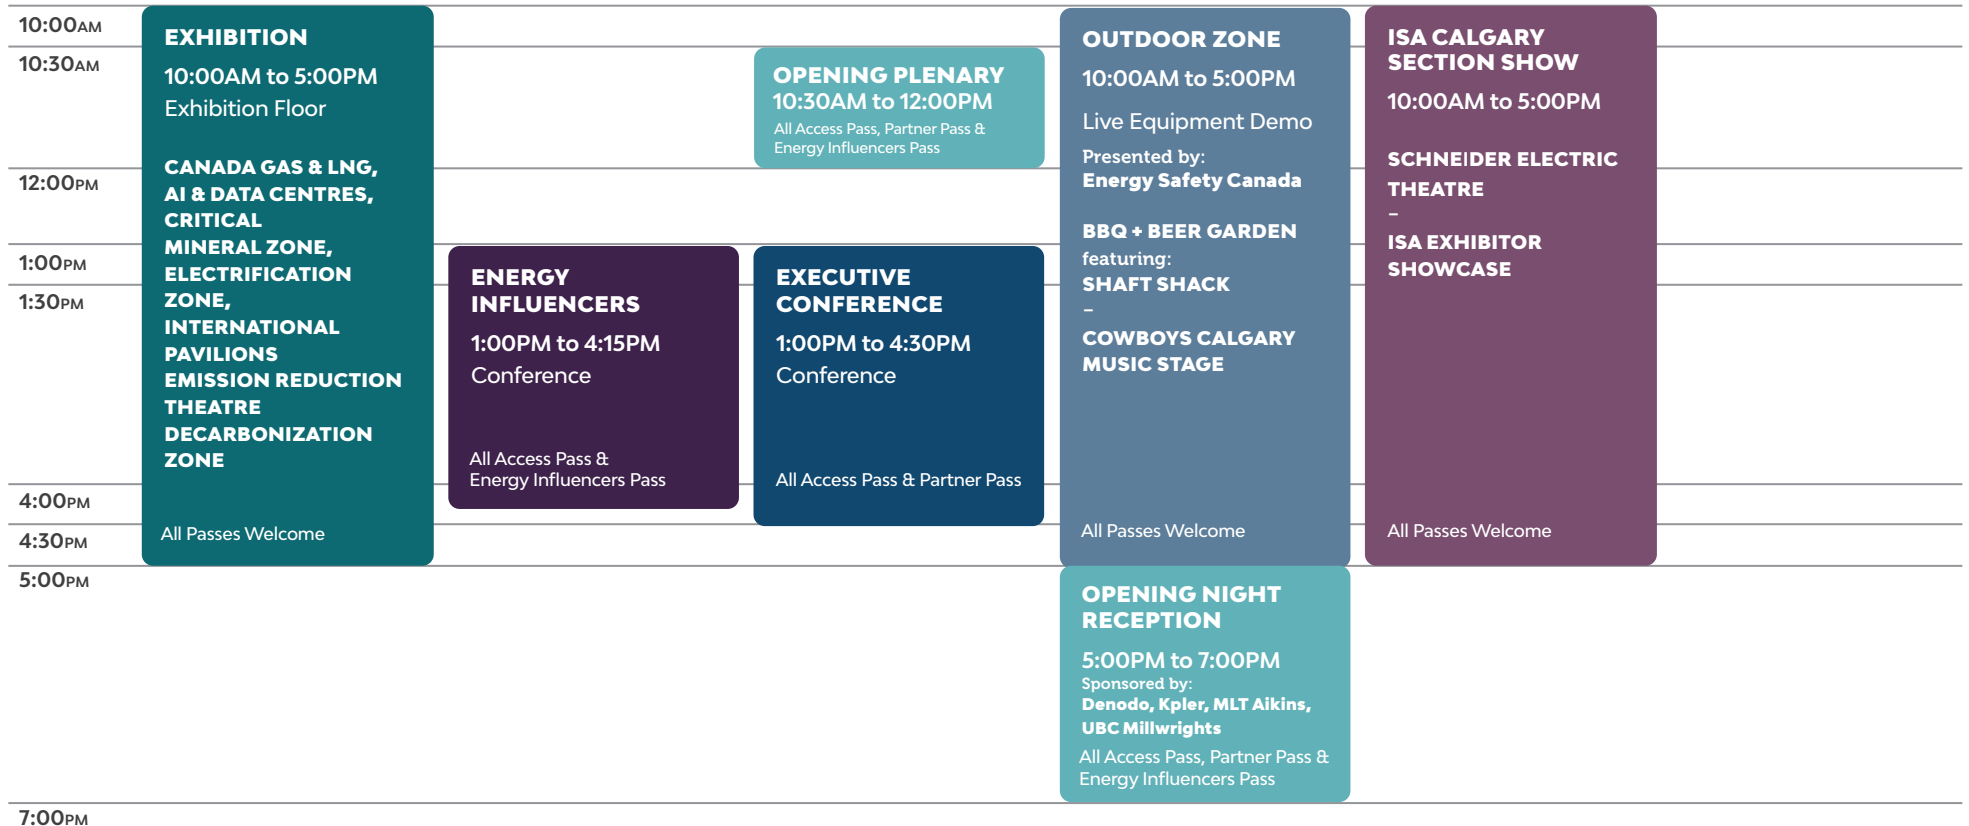 10:00AM
10:30AM
12:00PM
1:00PM
1:30PM
4:00PM
4:30PM
5:00PM
7:00PM
EXHIBITION
10:00AM to 5:00PM
Exhibition Floor
CANADA GAS & LNG,
AI & DATA CENTRES,
CRITICAL
MINERAL ZONE,
ELECTRIFICATION
ZONE,
INTERNATIONAL
PAVILIONS
EMISSION REDUCTION
THEATRE
DECARBONIZATION
ZONE
All Passes Welcome
ENERGY
INFLUENCERS
1:00PM to 4:15PM
Conference
All Access Pass &
Energy Influencers Pass
OPENING PLENARY
10:30AM to 12:00PM
All Access Pass, Partner Pass &
Energy Influencers Pass
EXECUTIVE
CONFERENCE
1:00PM to 4:30PM
Conference
All Access Pass & Partner Pass
OUTDOOR ZONE
10:00AM to 5:00PM
Live Equipment Demo
Presented by:
Energy Safety Canada
BBQ + BEER GARDEN
featuring:
SHAFT SHACK
–
COWBOYS CALGARY
MUSIC STAGE
All Passes Welcome
OPENING NIGHT
RECEPTION
5:00PM to 7:00PM
Sponsored by:
Denodo, Kpler, MLT Aikins,
UBC Millwrights
All Access Pass, Partner Pass &
Energy Influencers Pass
ISA CALGARY
SECTION SHOW
10:00AM to 5:00PM
SCHNEIDER ELECTRIC
THEATRE
–
ISA EXHIBITOR
SHOWCASE
All Passes Welcome